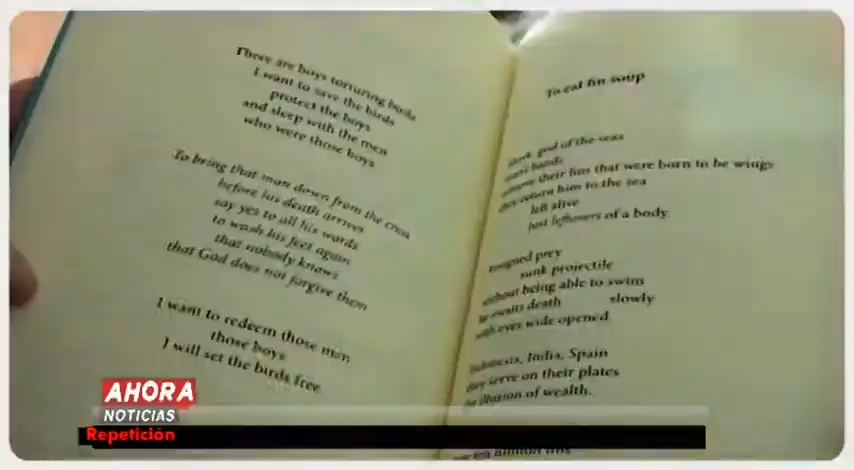 There are boys torturing birds
I want to save the birds
protect the boys
and sleep with the men
who were those boys
To bring that man down from the cross
before his death arrives
say yes to all his words
to wash his feet again
that nobody knows
that God does not forgive them
I want to redeem those men
those boys
I will set the birds free
To eat fin soup
god of the seas
hands
their fins that were born to be wings
they return him to the sea
left alive
just leftovers of a body
prey
sunk projectile
without being able to swim
he awaits death slowly
with eyes wide opened
Indonesia, India, Spain
they serve on their plates
illusion of wealth.
AHORA
NOTICIAS
Repetición